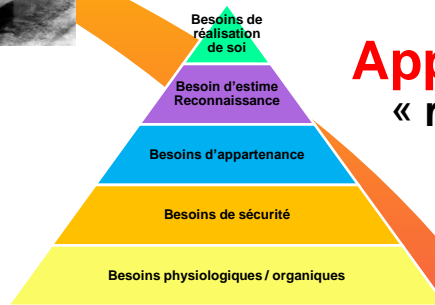 Besoins de
réalisation
de soi
App
« r
Besoin d'estime
Reconnaissance
Besoins d'appartenance
Besoins de sécurité
Besoins physiologiques / organiques